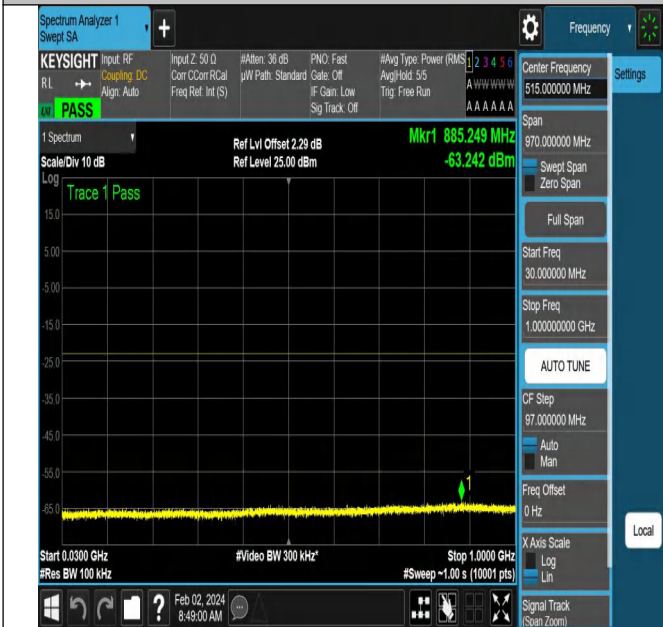 Spectrum Analyzer 1
Swept SA
+
Frequency
KEYSIGHT
RL
Input: RF
Coupling: DC
Align: Auto
Input Z: 50 Ω
Corr CCorr RCal
Freq Ref: Int (S)
#Atten: 36 dB
µW Path: Standard
PNO: Fast
Gate: Off
IF Gain: Low
Sig Track: Off
#Avg Type: Power (RMS
Avg|Hold: 5/5
Trig: Free Run
1 2 3 4 5 6
A W W W W W
A A A A A A
PASS
1 Spectrum
Scale/Div 10 dB
Ref Lvl Offset 2.29 dB
Ref Level 25.00 dBm
Mkr1 885.249 MHz
-63.242 dBm
Log
Trace 1 Pass
15.0
5.00
-5.00
-15.0
-25.0
-35.0
-45.0
-55.0
-65.0
1
Start 0.0300 GHz
#Res BW 100 kHz
#Video BW 300 kHz*
Stop 1.0000 GHz
#Sweep ~1.00 s (10001 pts)
?
Feb 02, 2024
8:49:00 AM
Center Frequency
515.000000 MHz
Settings
Span
970.000000 MHz
Swept Span
Zero Span
Full Span
Start Freq
30.000000 MHz
Stop Freq
1.000000000 GHz
AUTO TUNE
CF Step
97.000000 MHz
Auto
Man
Freq Offset
0 Hz
X Axis Scale
Log
Lin
Local
Signal Track
(Span Zoom)